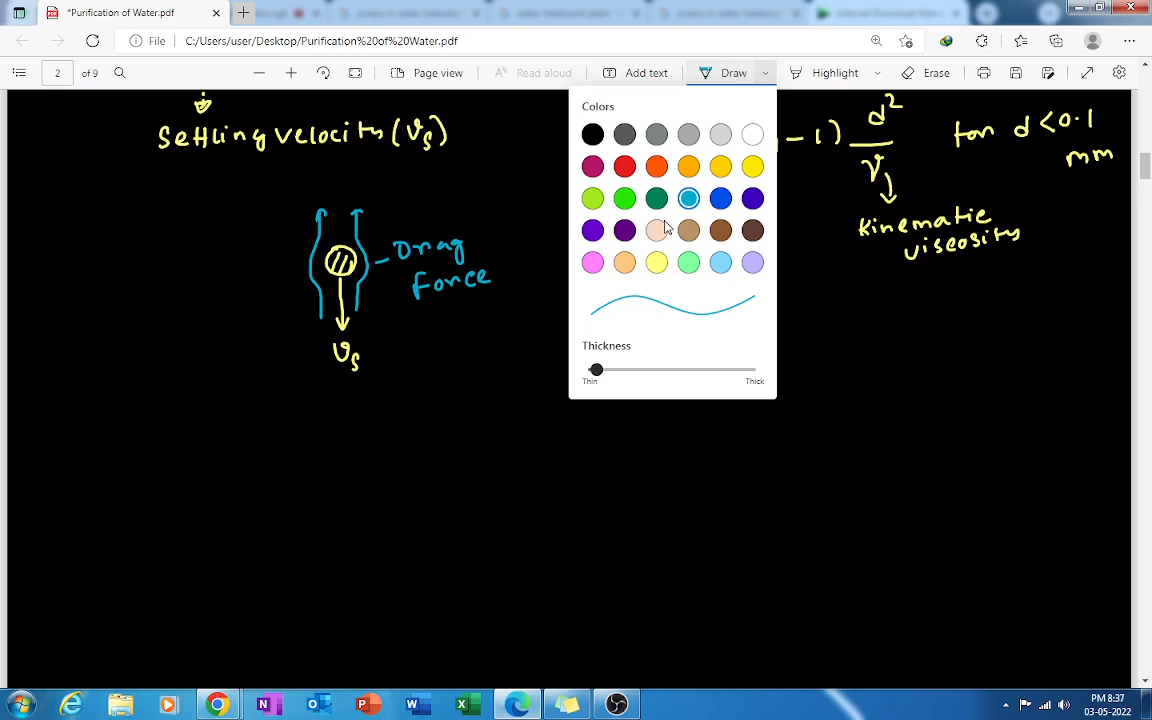 *Purification of Water.pdf
File
C:/Users/user/Desktop/Purification%20of%20Water.pdf
2 of 9
Page view
Read aloud
Add text
Draw
Highlight
Erase
Settling velocity (vs)
Drag
Force
vs
Colors
Thickness
Thin
Thick
- 1) d²
ν
for d < 0.1
mm
Kinematic
viscosity
PM 8:37
03-05-2022